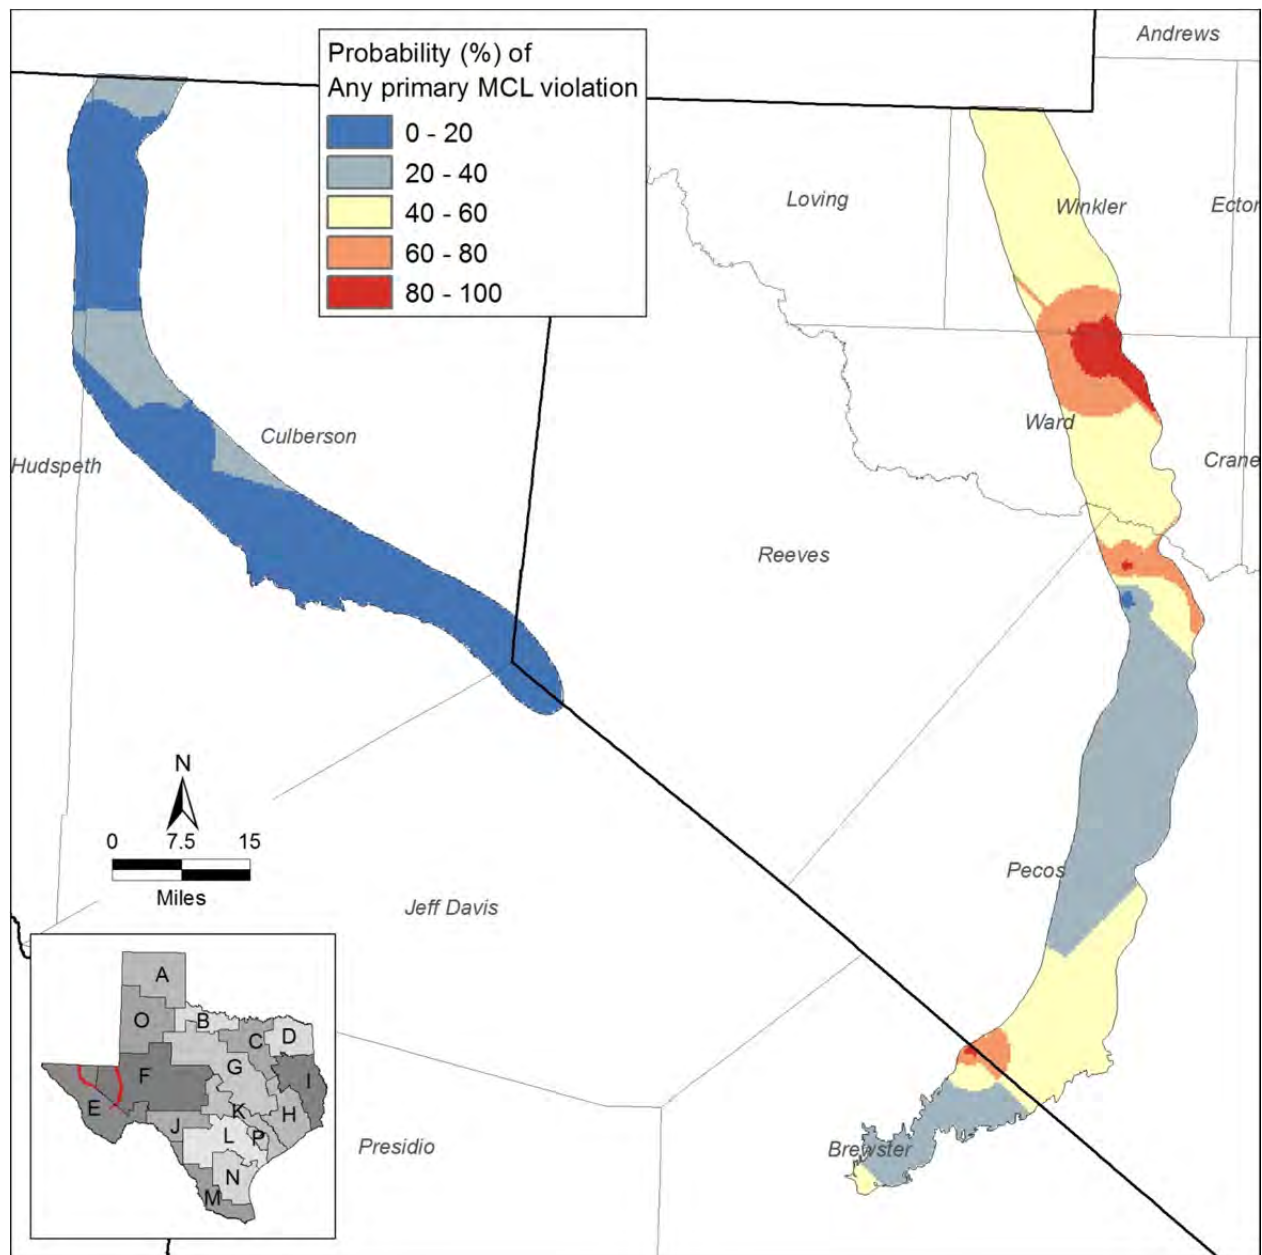 Andrews
Probability (%) of
Any primary MCL violation
0 - 20
20 - 40
40 - 60
60 - 80
80 - 100
Loving
Winkler
Ector
Ward
Culberson
Hudspeth
Crane
Reeves
N
0 7.5 15
Miles
Pecos
Jeff Davis
Presidio
Brewster
A
O
B
C
D
F
G
I
E
K
H
J
L
P
N
M